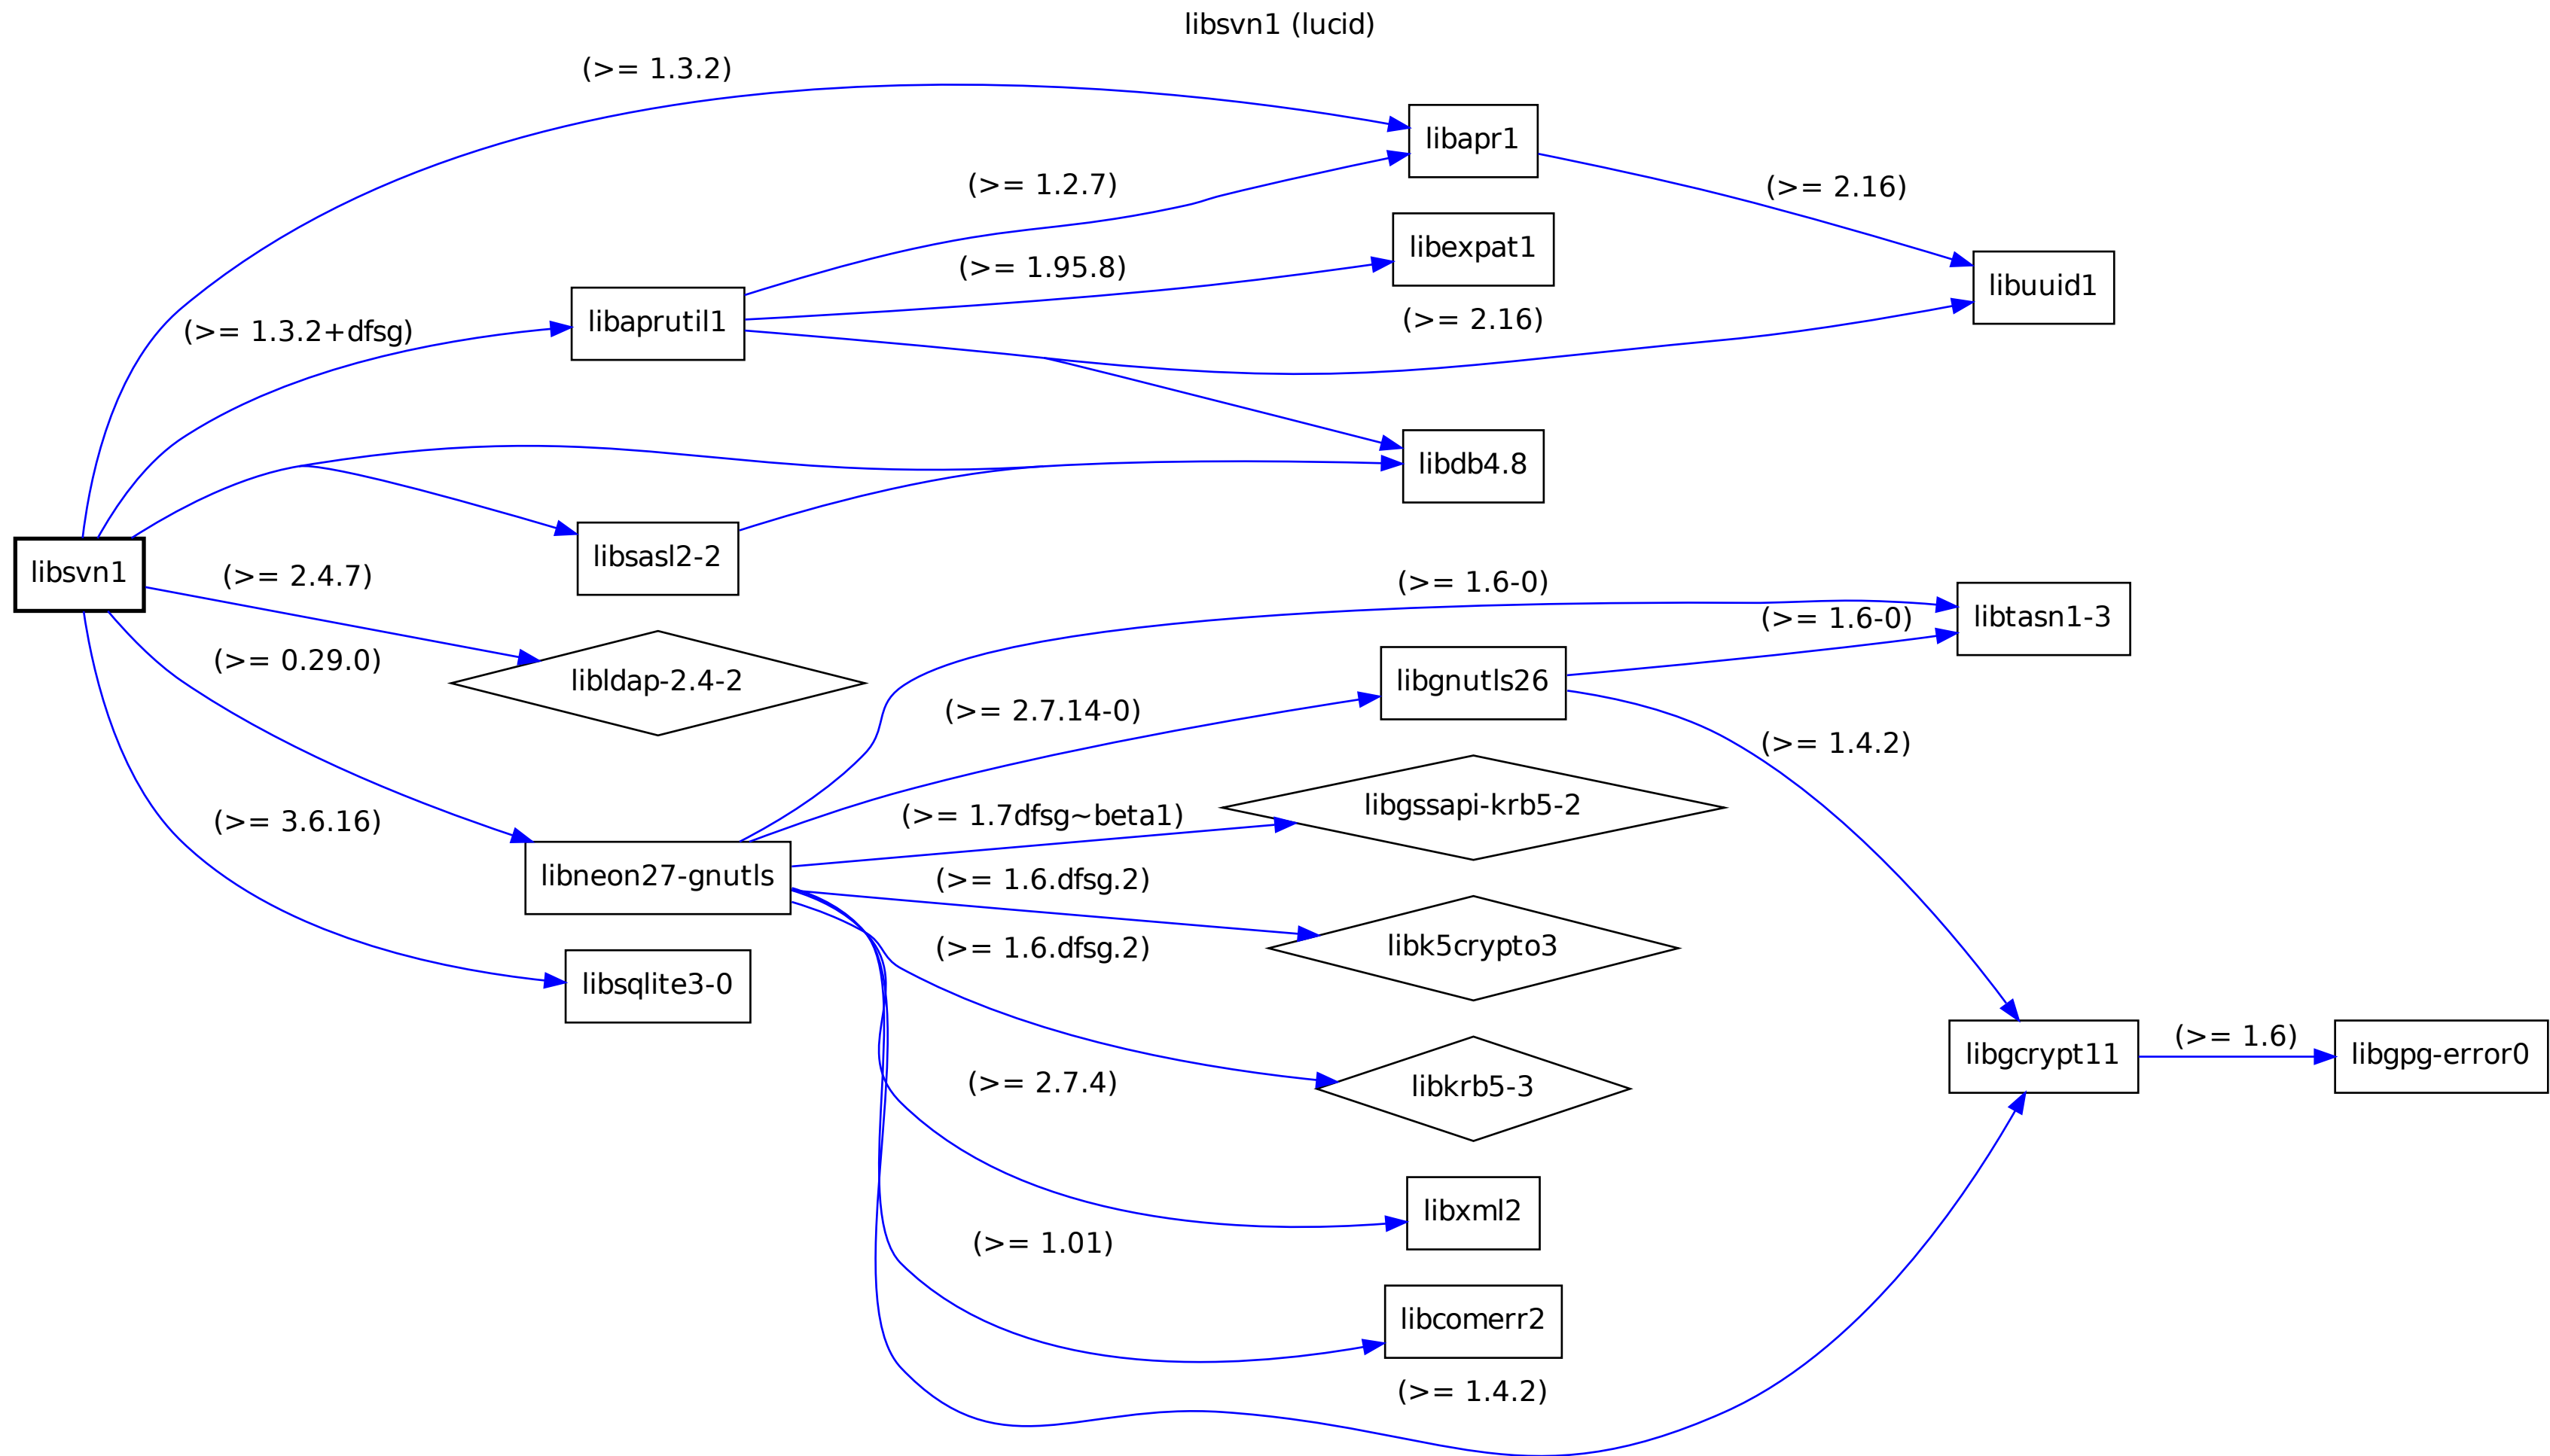 libsvn1 (lucid)
(>= 1.3.2)
libapr1
(>= 1.2.7)
(>= 2.16)
libexpat1
(>= 1.95.8)
libuuid1
(>= 2.16)
libaprutil1
(>= 1.3.2+dfsg)
libdb4.8
libsasl2-2
libsvn1
(>= 2.4.7)
(>= 1.6-0)
libtasn1-3
(>= 1.6-0)
(>= 0.29.0)
libldap-2.4-2
libgnutls26
(>= 2.7.14-0)
(>= 1.4.2)
libgssapi-krb5-2
(>= 1.7dfsg~beta1)
(>= 3.6.16)
libneon27-gnutls
(>= 1.6.dfsg.2)
libk5crypto3
(>= 1.6.dfsg.2)
libsqlite3-0
libgcrypt11
(>= 1.6)
libgpg-error0
(>= 2.7.4)
libkrb5-3
libxml2
(>= 1.01)
libcomerr2
(>= 1.4.2)